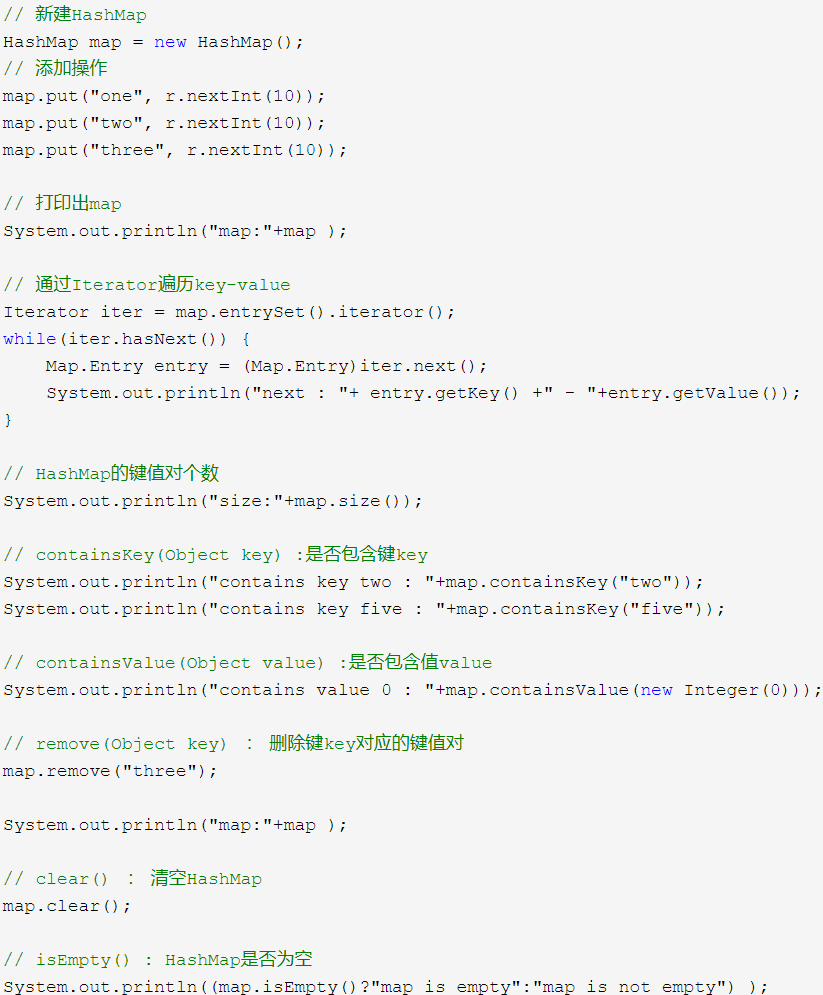 // 新建HashMap
HashMap map = new HashMap();
// 添加操作
map.put("one", r.nextInt(10));
map.put("two", r.nextInt(10));
map.put("three", r.nextInt(10));

// 打印出map
System.out.println("map:"+map );

// 通过Iterator遍历key-value
Iterator iter = map.entrySet().iterator();
while(iter.hasNext()) {
    Map.Entry entry = (Map.Entry)iter.next();
    System.out.println("next : "+ entry.getKey() +" - "+entry.getValue());
}

// HashMap的键值对个数
System.out.println("size:"+map.size());

// containsKey(Object key) :是否包含键key
System.out.println("contains key two : "+map.containsKey("two"));
System.out.println("contains key five : "+map.containsKey("five"));

// containsValue(Object value) :是否包含值value
System.out.println("contains value 0 : "+map.containsValue(new Integer(0)));

// remove(Object key) : 删除键key对应的键值对
map.remove("three");

System.out.println("map:"+map );

// clear() : 清空HashMap
map.clear();

// isEmpty() : HashMap是否为空
System.out.println((map.isEmpty()?"map is empty":"map is not empty") );